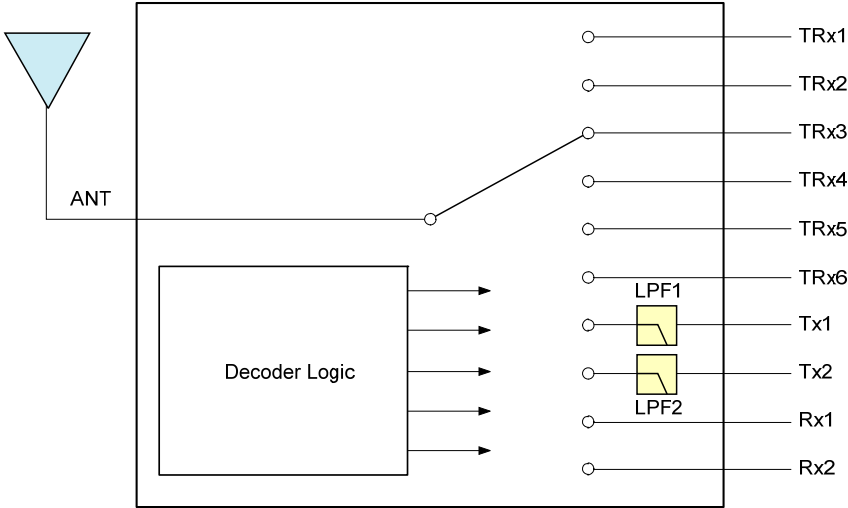 TRx1
TRx2
TRx3
ANT
TRx4
TRx5
TRx6
LPF1
Tx1
Decoder Logic
Tx2
LPF2
Rx1
Rx2